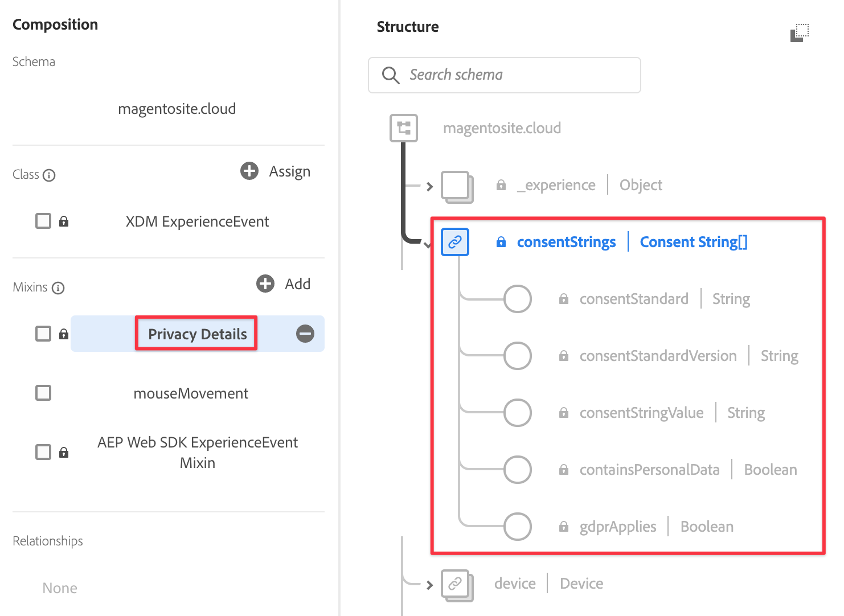 Composition
Schema
magentosite.cloud
Class
Assign
XDM ExperienceEvent
Mixins
Add
Privacy Details
mouseMovement
AEP Web SDK ExperienceEvent
Mixin
Relationships
None
Structure
Search schema
magentosite.cloud
_experience | Object
consentStrings | Consent String[]
consentStandard | String
consentStandardVersion | String
consentStringValue | String
containsPersonalData | Boolean
gdprApplies | Boolean
device | Device